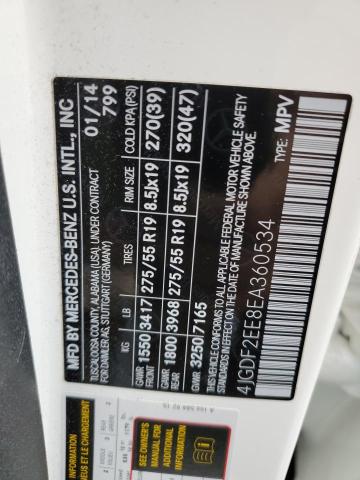 MFD BY MERCEDES-BENZ U.S. INTL., INC
TUSCALOOSA COUNTY, ALABAMA (USA), UNDER CONTRACT 01/14
FOR DAIMLER AG, STUTTGART (GERMANY) 799
KG LB TIRES RIM SIZE COLD KPA(PSI)
GAWR FRONT 1550 3417 275/55 R19 8.5Jx19 270(39)
GAWR REAR 1800 3968 275/55 R19 8.5Jx19 320(47)
GVWR 3250 7165
THIS VEHICLE CONFORMS TO ALL APPLICABLE FEDERAL MOTOR VEHICLE SAFETY
STANDARDS IN EFFECT ON THE DATE OF MANUFACTURE SHOWN ABOVE.
4JGDF2EE8EA360534 TYPE: MPV
INFORMATION
SEE OWNER'S
MANUAL FOR
ADDITIONAL
INFORMATION